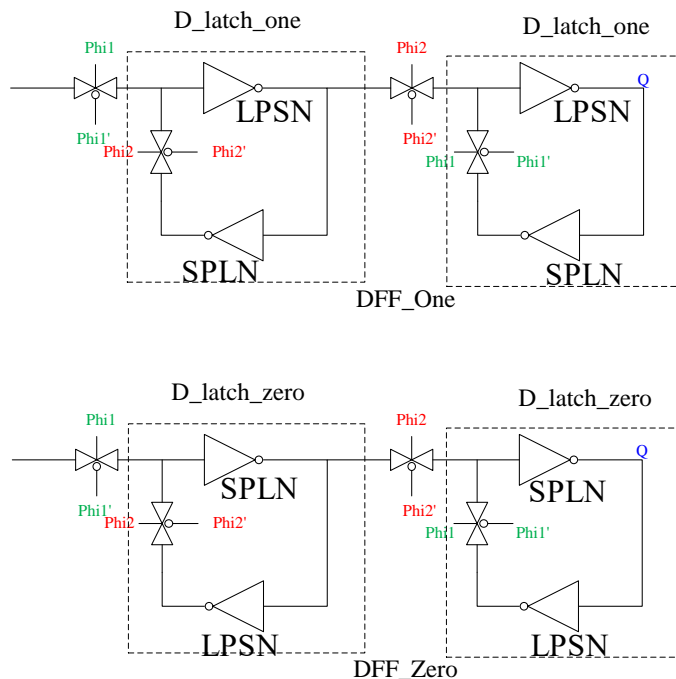 D_latch_one
D_latch_one
Phi1
Phi2
Q
LPSN
LPSN
Phi1'
Phi2'
Phi2
Phi2'
Phi1
Phi1'
SPLN
SPLN
DFF_One
D_latch_zero
D_latch_zero
Phi1
Phi2
Q
SPLN
SPLN
Phi1'
Phi2'
Phi2
Phi2'
Phi1
Phi1'
LPSN
LPSN
DFF_Zero